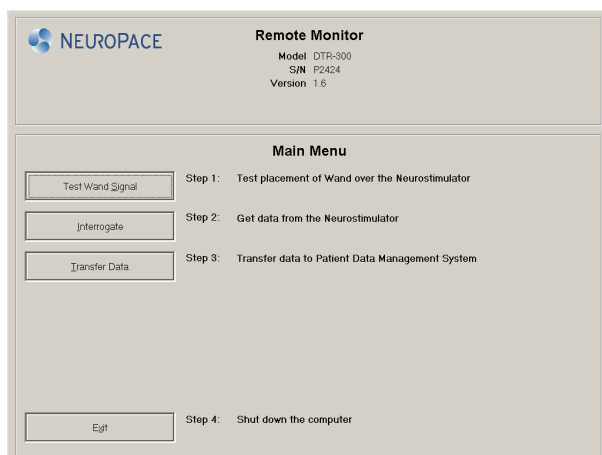 NEUROPACE
Remote Monitor
Model DTR-300
S/N P2424
Version 1.6
Main Menu
Test Wand Signal Step 1: Test placement of Wand over the Neurostimulator
Interrogate Step 2: Get data from the Neurostimulator
Transfer Data Step 3: Transfer data to Patient Data Management System
Exit Step 4: Shut down the computer